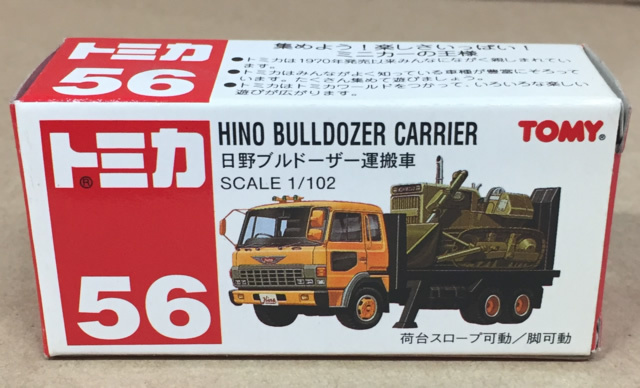 トミカ
56
集めよう!楽しさいっぱい!
ミニカーの王様
●トミカは1970年発売以来みんなにながく親しまれてい
ます。
●トミカはみんながよく知っている車種が豊富にそろって
います。たくさん集めて遊びましょう。
●トミカはトミカワールドをつかって、いろいろな楽しい
遊びが広がります。
トミカ®
56
HINO BULLDOZER CARRIER
日野ブルドーザー運搬車
SCALE 1/102
TOMY®
Hino
荷台スロープ可動/脚可動